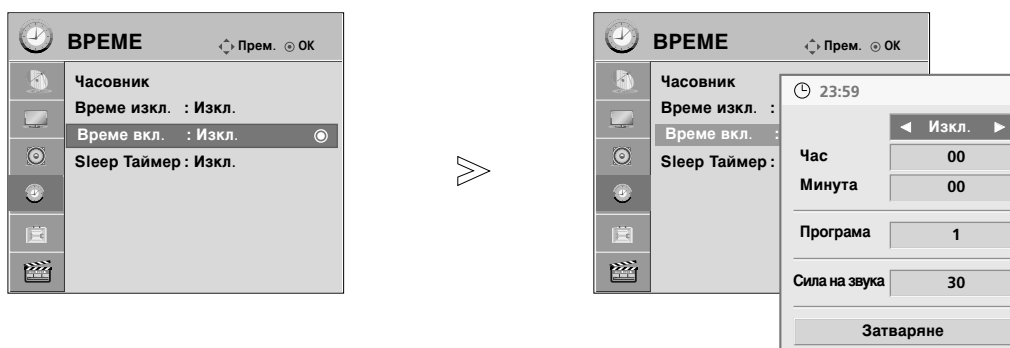 ВРЕМЕ Прем. OK
Часовник
Време изкл. : Изкл.
Време вкл. : Изкл.
Sleep Таймер : Изкл.
ВРЕМЕ Прем. OK
Часовник
Време изкл. :
Време вкл. :
Sleep Таймер :
23:59
◄ Изкл. ►
Час 00
Минута 00
Програма 1
Сила на звука 30
Затваряне